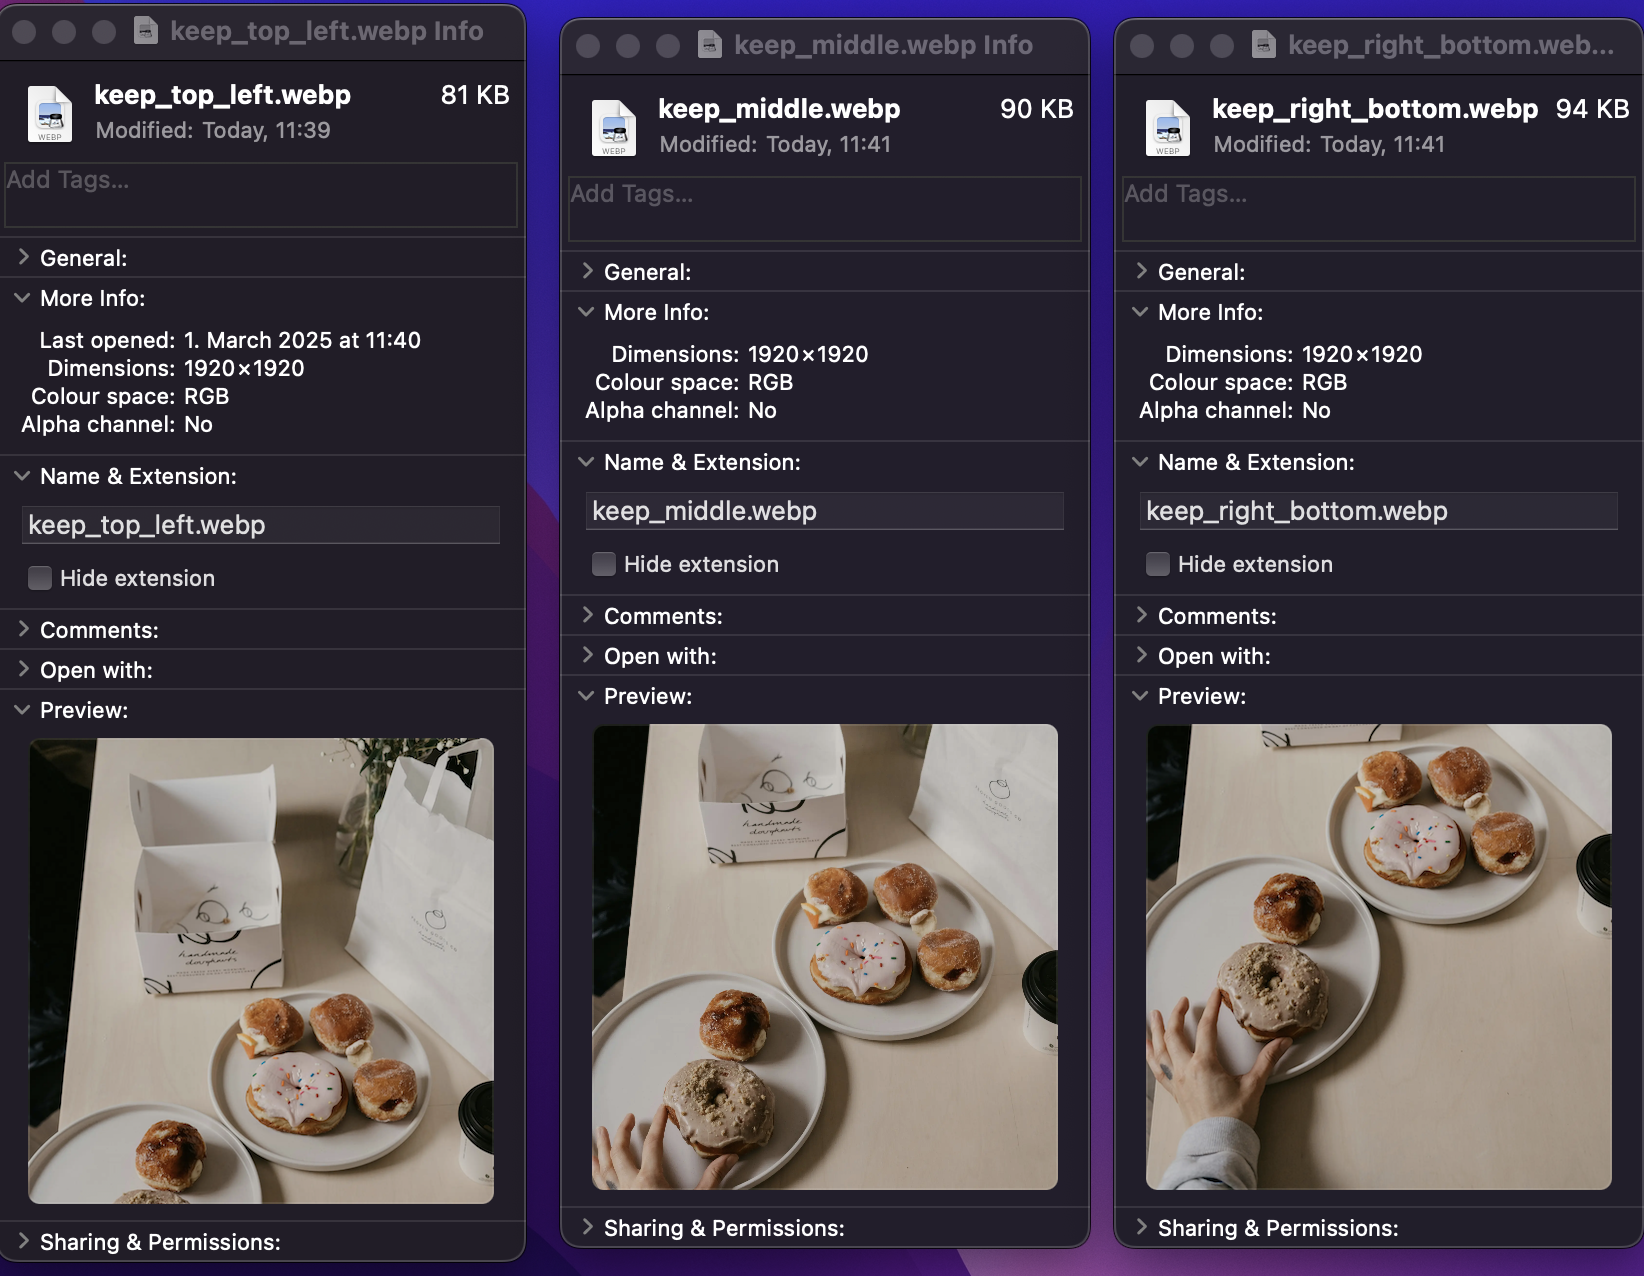 keep_top_left.webp Info
keep_top_left.webp 81 KB
Modified: Today, 11:39
WEBP
Add Tags...
General:
More Info:
Last opened: 1. March 2025 at 11:40
Dimensions: 1920×1920
Colour space: RGB
Alpha channel: No
Name & Extension:
keep_top_left.webp
Hide extension
Comments:
Open with:
Preview:
handmade
doughnuts
Sharing & Permissions:
keep_middle.webp Info
keep_middle.webp 90 KB
Modified: Today, 11:41
WEBP
Add Tags...
General:
More Info:
Dimensions: 1920×1920
Colour space: RGB
Alpha channel: No
Name & Extension:
keep_middle.webp
Hide extension
Comments:
Open with:
Preview:
handmade
doughnuts
Sharing & Permissions:
keep_right_bottom.web...
keep_right_bottom.webp 94 KB
Modified: Today, 11:41
WEBP
Add Tags...
General:
More Info:
Dimensions: 1920×1920
Colour space: RGB
Alpha channel: No
Name & Extension:
keep_right_bottom.webp
Hide extension
Comments:
Open with:
Preview:
Sharing & Permissions: